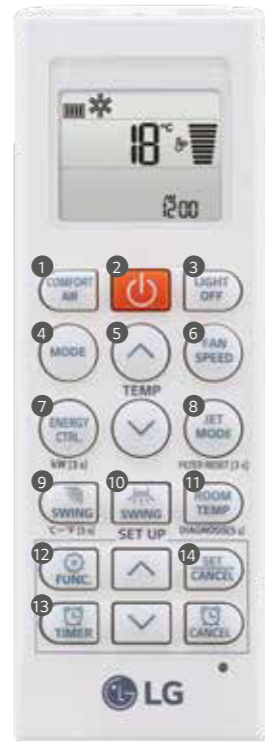 18°C
AM 12:00
1 2 3
COMFORT AIR LIGHT OFF
4 5 6
MODE FAN SPEED
TEMP
7 8
ENERGY CTRL. JET MODE
kW [3 s] FILTER RESET [3 s]
9 10 11
SWING SWING ROOM TEMP
°C↔°F [3 s] DIAGNOSIS[5 s]
SET UP
12 14
FUNC. SET CANCEL
13
TIMER CANCEL
LG